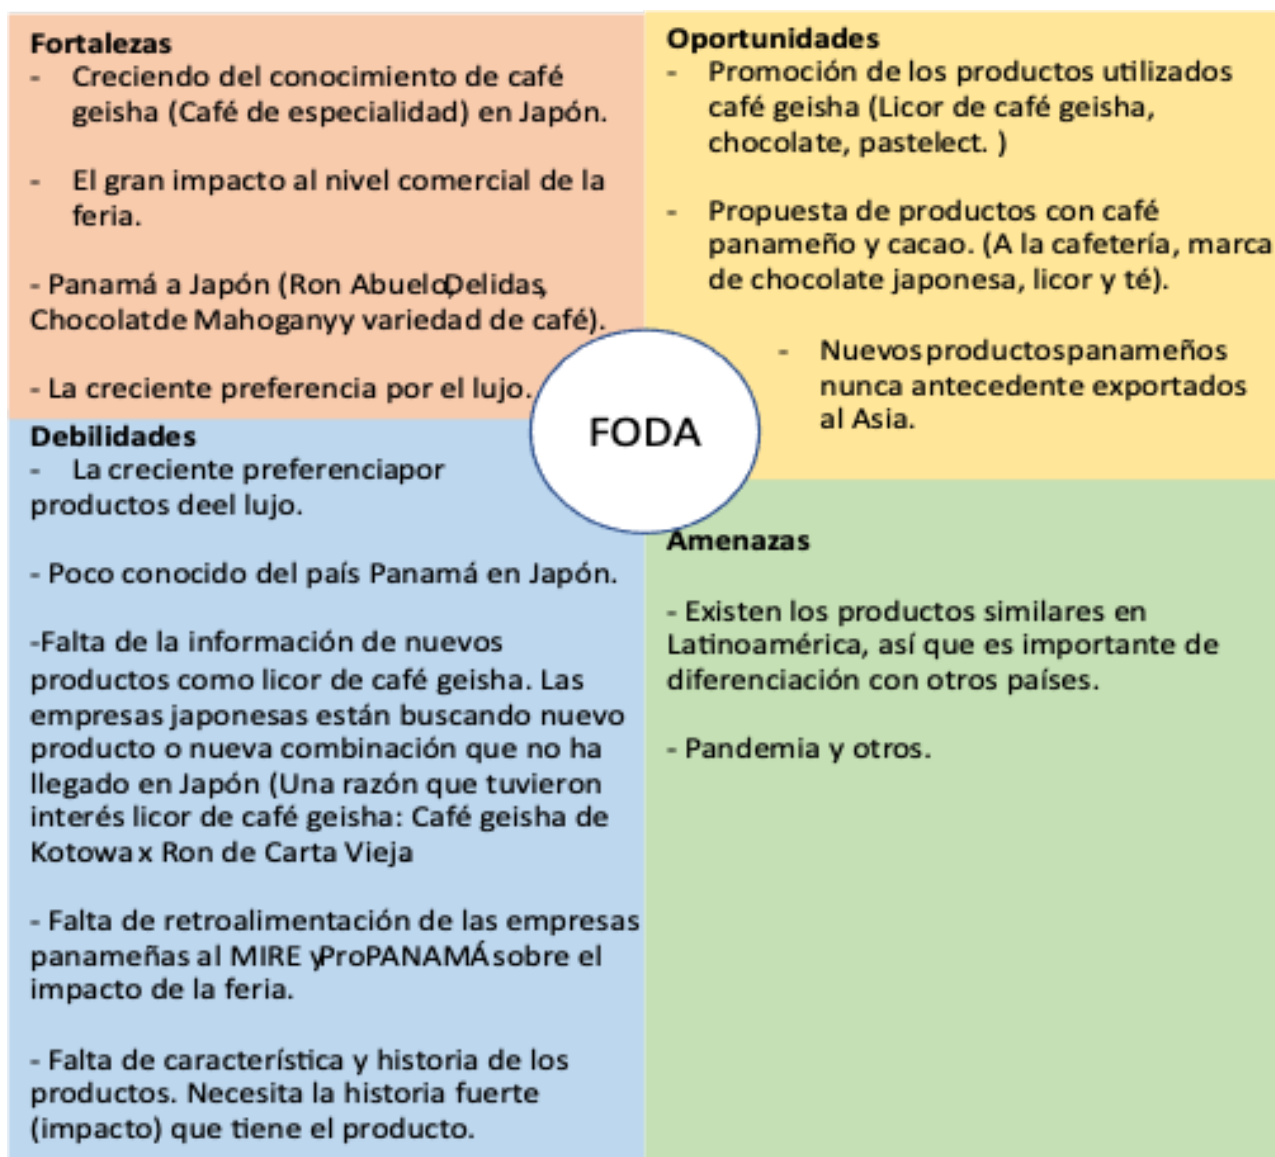 Fortalezas
- Creciendo del conocimiento de café
geisha (Café de especialidad) en Japón.
- El gran impacto al nivel comercial de la
feria.
- Panamá a Japón (Ron Abuelo,Delidas,
Chocolatde Mahoganyy variedad de café).
- La creciente preferencia por el lujo.
Oportunidades
- Promoción de los productos utilizados
café geisha (Licor de café geisha,
chocolate, pastelect. )
- Propuesta de productos con café
panameño y cacao. (A la cafetería, marca
de chocolate japonesa, licor y té).
- Nuevosproductospanameños
nunca antecedente exportados
al Asia.
FODA
Debilidades
- La creciente preferenciapor
productos deel lujo.
- Poco conocido del país Panamá en Japón.
-Falta de la información de nuevos
productos como licor de café geisha. Las
empresas japonesas están buscando nuevo
producto o nueva combinación que no ha
llegado en Japón (Una razón que tuvieron
interés licor de café geisha: Café geisha de
Kotowa x Ron de Carta Vieja
- Falta de retroalimentación de las empresas
panameñas al MIRE yProPANAMÁ sobre el
impacto de la feria.
- Falta de característica y historia de los
productos. Necesita la historia fuerte
(impacto) que tiene el producto.
Amenazas
- Existen los productos similares en
Latinoamérica, así que es importante de
diferenciación con otros países.
- Pandemia y otros.